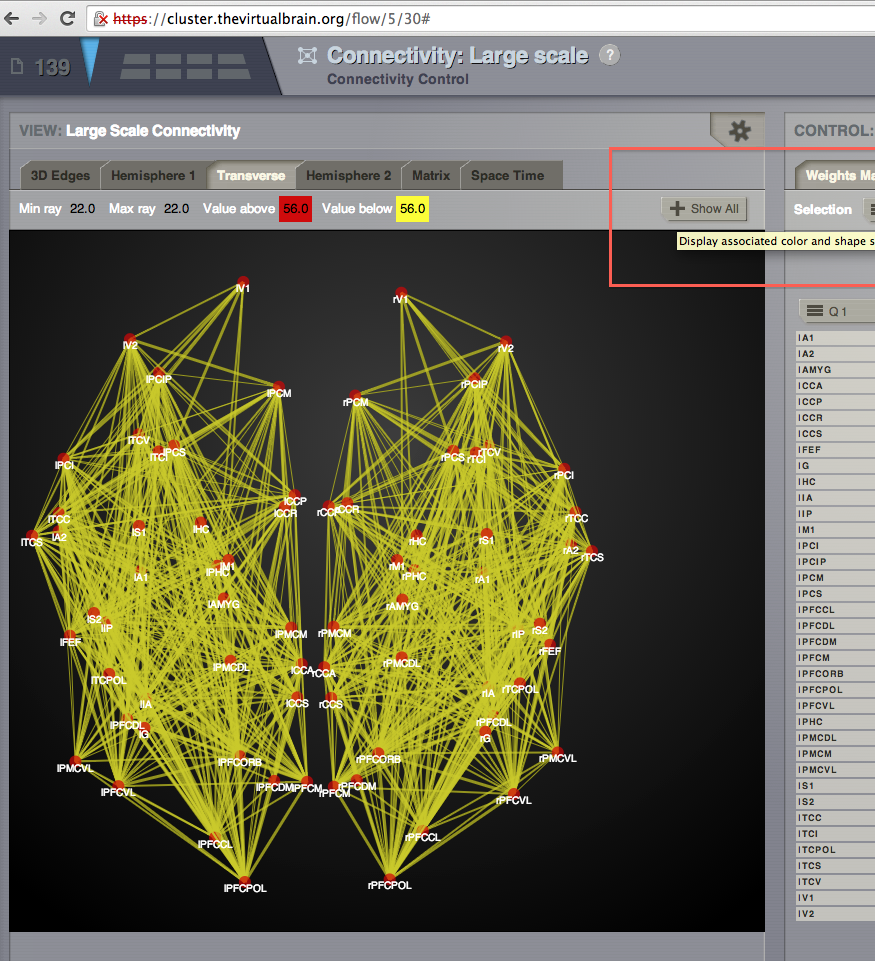 https://cluster.thevirtualbrain.org/flow/5/30#
139
Connectivity: Large scale ?
Connectivity Control
VIEW: Large Scale Connectivity
CONTROL:
3D Edges Hemisphere 1 Transverse Hemisphere 2 Matrix Space Time
Weights Ma
Min ray 22.0 Max ray 22.0 Value above 56.0 Value below 56.0
Show All
Selection
Display associated color and shape s
Q 1
lV1
rV1
lV2
rV2
lPCIP
rPCIP
lPCM
rPCM
lTCV
lTCI
lPCS
rPCS
rTCI
rTCV
lPCI
rPCI
lCCP
lCCR
rCCP
rCCR
lTCC
rTCC
lTCS
lA2
lS1
lHC
rHC
rS1
rA2
rTCS
lA1
lPHC
lM1
rM1
rPHC
rA1
lAMYG
rAMYG
lS2
lIP
lFEF
lPMCM
rPMCM
rIP
rS2
rFEF
lPMCDL
lCCA
rCCA
rPMCDL
lTCPOL
rTCPOL
lIA
rIA
lCCS
rCCS
lPFCDL
lG
rPFCDL
rG
lPMCVL
lPFCORB
rPFCORB
rPMCVL
lPFCVL
lPFCDM
lPFCM
rPFCM
rPFCDM
rPFCVL
lPFCCL
rPFCCL
lPFCPOL
rPFCPOL
lA1
lA2
lAMYG
lCCA
lCCP
lCCR
lCCS
lFEF
lG
lHC
lIA
lIP
lM1
lPCI
lPCIP
lPCM
lPCS
lPFCCL
lPFCDL
lPFCDM
lPFCM
lPFCORB
lPFCPOL
lPFCVL
lPHC
lPMCDL
lPMCM
lPMCVL
lS1
lS2
lTCC
lTCI
lTCPOL
lTCS
lTCV
lV1
lV2